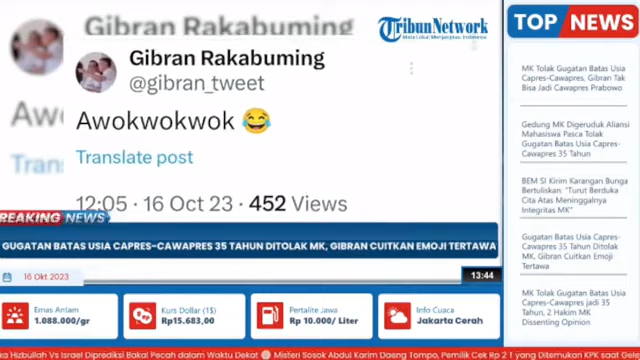 Gibran Rakabuming
Gibran Rakabuming
@gibran_tweet
Awokwokwok 😂
Translate post
12:05 · 16 Oct 23 · 452 Views
TribunNetwork
Mata Lokal Menjangkau Indonesia
TOP NEWS
MK Tolak Gugatan Batas Usia
Capres-Cawapres, Gibran Tak
Bisa Jadi Cawapres Prabowo
Gedung MK Digeruduk Aliansi
Mahasiswa Pasca Tolak
Gugatan Batas Usia Capres-
Cawapres 35 Tahun
BEM SI Kirim Karangan Bunga
Bertuliskan: "Turut Berduka
Cita Atas Meninggalnya
Integritas MK"
Gugatan Batas Usia Capres-
Cawapres 35 Tahun Ditolak
MK, Gibran Cuitkan Emoji
Tertawa
MK Tolak Gugatan Batas Usia
Capres-Cawapres jadi 35
Tahun, 2 Hakim MK
Dissenting Opinion
BREAKING NEWS
GUGATAN BATAS USIA CAPRES-CAWAPRES 35 TAHUN DITOLAK MK, GIBRAN CUITKAN EMOJI TERTAWA
16 Okt 2023
13:44
Emas Antam
1.088.000/gr
Kurs Dollar (1$)
Rp15.683,00
Pertalite Jawa
Rp 10.000/ Liter
Info Cuaca
Jakarta Cerah
Hizbullah Vs Israel Diprediksi Bakal Pecah dalam Waktu Dekat Misteri Sosok Abdul Karim Daeng Tompo, Pemilik Cek Rp 2 T yang Ditemukan KPK saat